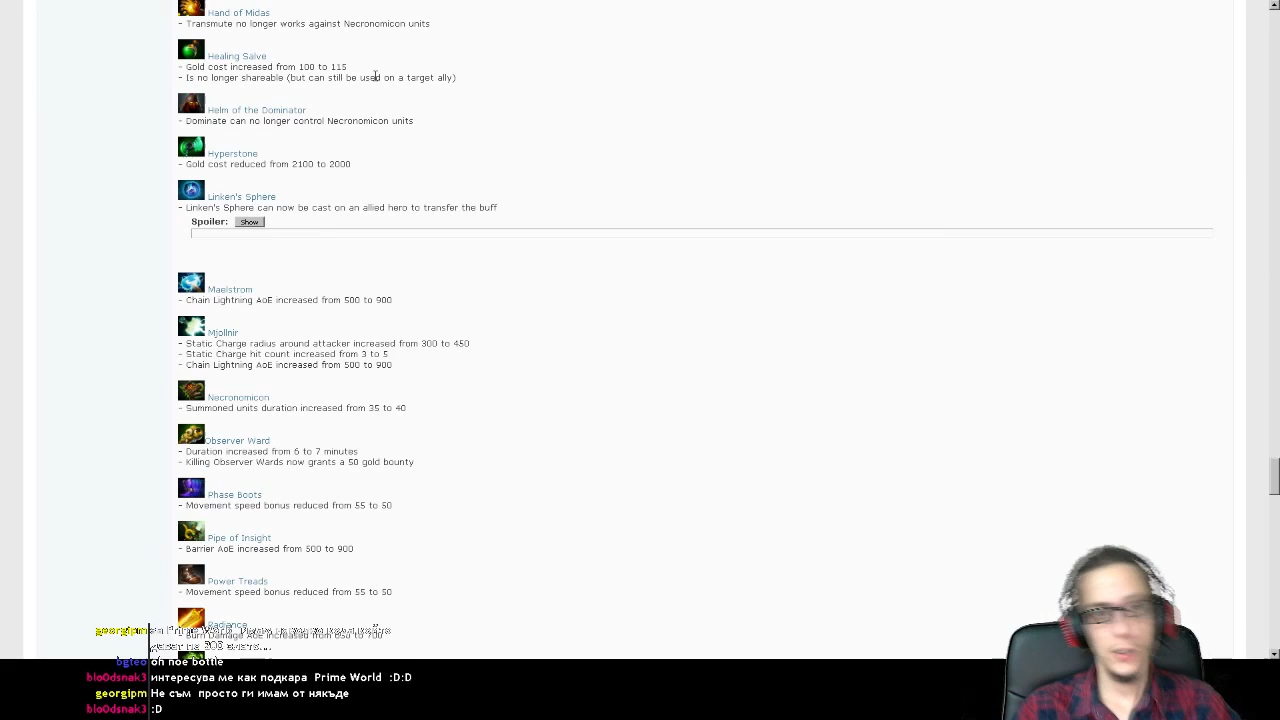 Hand of Midas
- Transmute no longer works against Necronomicon units
Healing Salve
- Gold cost increased from 100 to 115
- Is no longer shareable (but can still be used on a target ally)
Helm of the Dominator
- Dominate can no longer control Necronomicon units
Hyperstone
- Gold cost reduced from 2100 to 2000
Linken's Sphere
- Linken's Sphere can now be cast on an allied hero to transfer the buff
Spoiler: Show
Maelstrom
- Chain Lightning AoE increased from 500 to 900
Mjollnir
- Static Charge radius around attacker increased from 300 to 450
- Static Charge hit count increased from 3 to 5
- Chain Lightning AoE increased from 500 to 900
Necronomicon
- Summoned units duration increased from 35 to 40
Observer Ward
- Duration increased from 6 to 7 minutes
- Killing Observer Wards now grants a 50 gold bounty
Phase Boots
- Movement speed bonus reduced from 55 to 50
Pipe of Insight
- Barrier AoE increased from 500 to 900
Power Treads
- Movement speed bonus reduced from 55 to 50
Radiance
- Burn Damage AoE increased from
georgipm
bgteo oh noe bottle
blo0dsnak3 интересува ме как подкара Prime World :D:D
georgipm Не съм просто ги имам от някъде
blo0dsnak3 :D